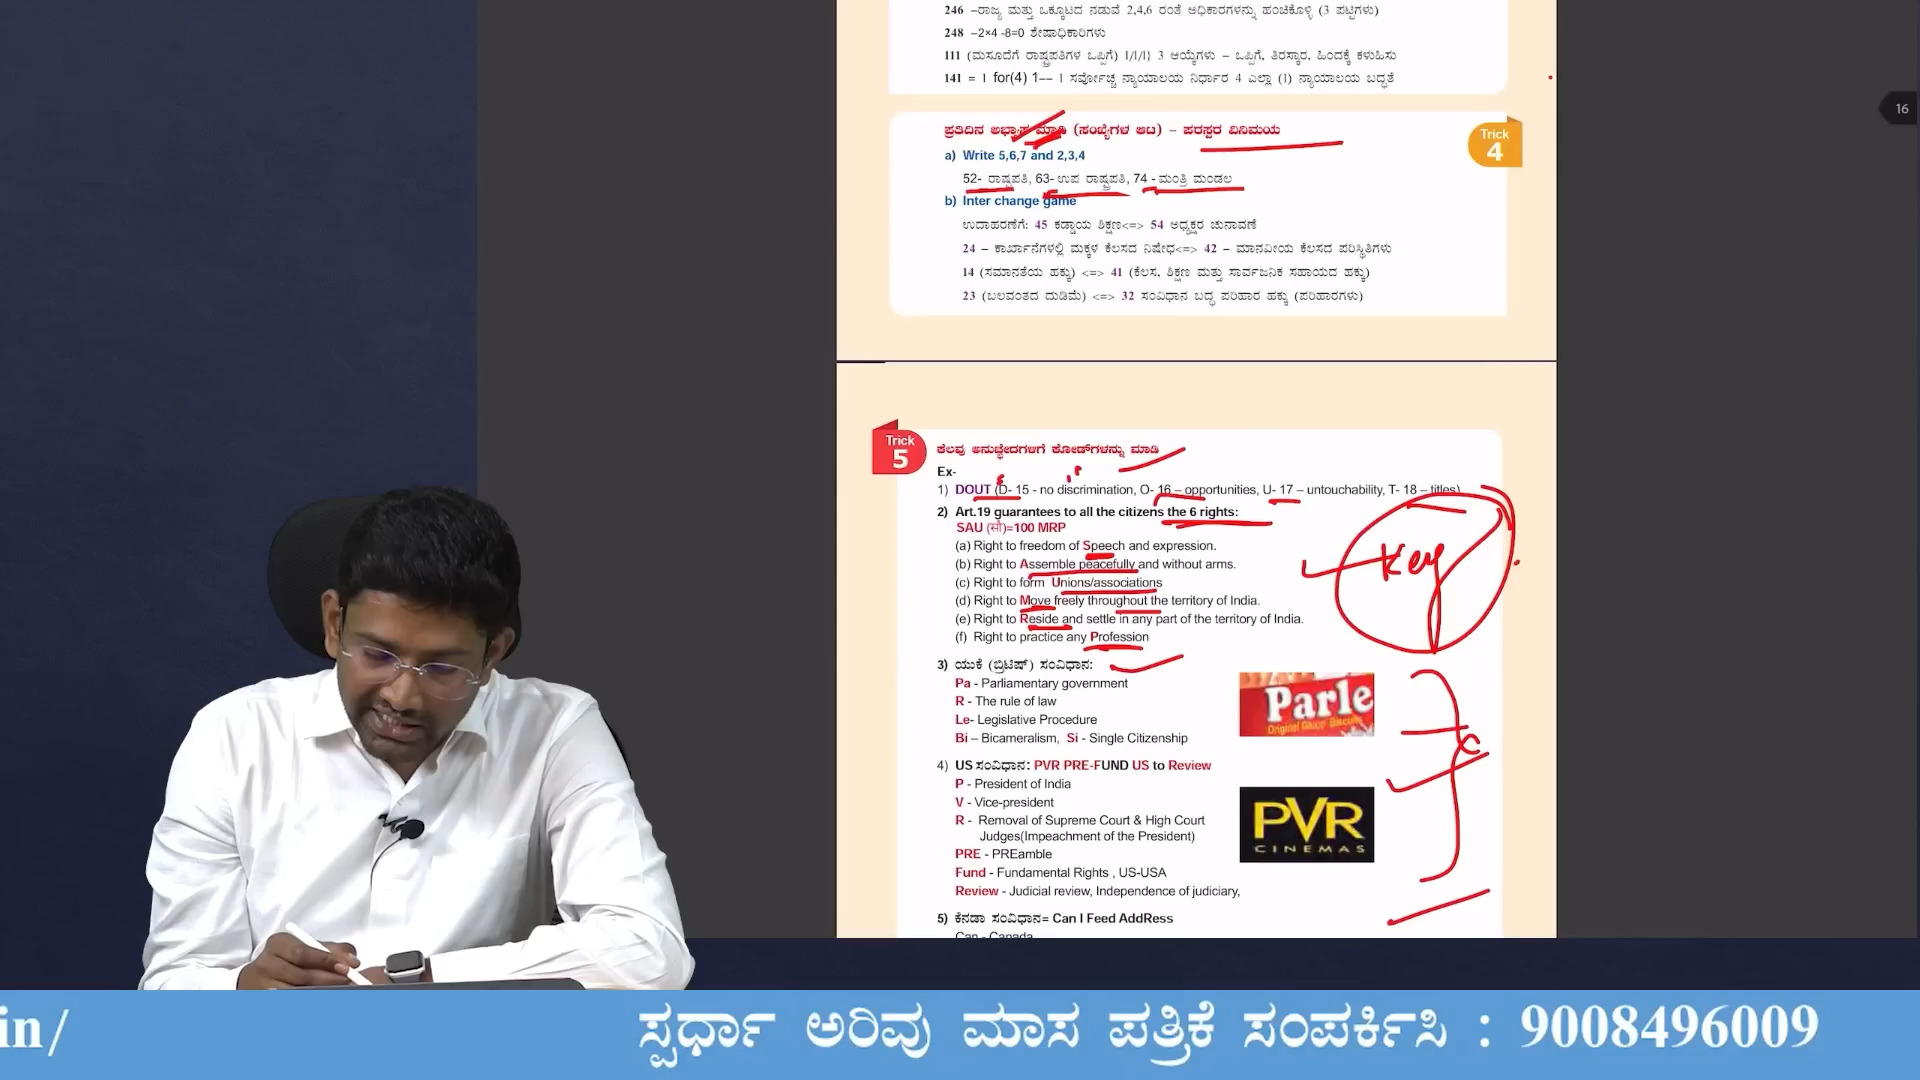 246 –ರಾಜ್ಯ ಮತ್ತು ಒಕ್ಕೂಟದ ನಡುವೆ 2,4,6 ರಂತೆ ಅಧಿಕಾರಗಳನ್ನು ಹಂಚಿಕೊಳ್ಳಿ (3 ಪಟ್ಟಿಗಳು)
248 –2×4 -8=0 ಶೇಷಾಧಿಕಾರಿಗಳು
111 (ಮಸೂದೆಗೆ ರಾಷ್ಟ್ರಪತಿಗಳ ಒಪ್ಪಿಗೆ) 1/1/1} 3 ಆಯ್ಕೆಗಳು – ಒಪ್ಪಿಗೆ, ತಿರಸ್ಕಾರ, ಹಿಂದಕ್ಕೆ ಕಳುಹಿಸು
141 = 1 for(4) 1–– 1 ಸರ್ವೋಚ್ಚ ನ್ಯಾಯಾಲಯ ನಿರ್ಧಾರ 4 ಎಲ್ಲಾ (1) ನ್ಯಾಯಾಲಯ ಬದ್ಧತೆ
16
ಪ್ರತಿದಿನ ಅಭ್ಯಾಸ ಮಾಡಿ (ಸಂಖ್ಯೆಗಳ ಆಟ) – ಪರಸ್ಪರ ವಿನಿಮಯ
Trick
4
a) Write 5,6,7 and 2,3,4
52- ರಾಷ್ಟ್ರಪತಿ, 63- ಉಪ ರಾಷ್ಟ್ರಪತಿ, 74 - ಮಂತ್ರಿ ಮಂಡಲ
b) Inter change game
ಉದಾಹರಣೆಗೆ: 45 ಕಡ್ಡಾಯ ಶಿಕ್ಷಣ<=> 54 ಅಧ್ಯಕ್ಷರ ಚುನಾವಣೆ
24 – ಕಾರ್ಖಾನೆಗಳಲ್ಲಿ ಮಕ್ಕಳ ಕೆಲಸದ ನಿಷೇಧ<=> 42 – ಮಾನವೀಯ ಕೆಲಸದ ಪರಿಸ್ಥಿತಿಗಳು
14 (ಸಮಾನತೆಯ ಹಕ್ಕು) <=> 41 (ಕೆಲಸ, ಶಿಕ್ಷಣ ಮತ್ತು ಸಾರ್ವಜನಿಕ ಸಹಾಯದ ಹಕ್ಕು)
23 (ಬಲವಂತದ ದುಡಿಮೆ) <=> 32 ಸಂವಿಧಾನ ಬದ್ಧ ಪರಿಹಾರ ಹಕ್ಕು (ಪರಿಹಾರಗಳು)
Trick
5
ಕೆಲವು ಅನುಚ್ಛೇದಗಳಿಗೆ ಕೋಡ್‌ಗಳನ್ನು ಮಾಡಿ
Ex-
1) DOUT (D- 15 - no discrimination, O- 16 – opportunities, U- 17 – untouchability, T- 18 – titles)
2) Art.19 guarantees to all the citizens the 6 rights:
SAU (सौ)=100 MRP
(a) Right to freedom of Speech and expression.
(b) Right to Assemble peacefully and without arms.
(c) Right to form Unions/associations
(d) Right to Move freely throughout the territory of India.
(e) Right to Reside and settle in any part of the territory of India.
(f) Right to practice any Profession
Key
3) ಯುಕೆ (ಬ್ರಿಟಿಷ್) ಸಂವಿಧಾನ:
Pa - Parliamentary government
R - The rule of law
Le- Legislative Procedure
Bi – Bicameralism, Si - Single Citizenship
Parle
Original Gluco Biscuits
4) US ಸಂವಿಧಾನ: PVR PRE-FUND US to Review
P - President of India
V - Vice-president
R - Removal of Supreme Court & High Court
Judges(Impeachment of the President)
PRE - PREamble
Fund - Fundamental Rights , US-USA
Review - Judicial review, Independence of judiciary,
PVR
CINEMAS
5) ಕೆನಡಾ ಸಂವಿಧಾನ= Can I Feed AddRess
Can - Canada
in/
ಸ್ಪರ್ಧಾ ಅರಿವು ಮಾಸ ಪತ್ರಿಕೆ ಸಂಪರ್ಕಿಸಿ : 9008496009